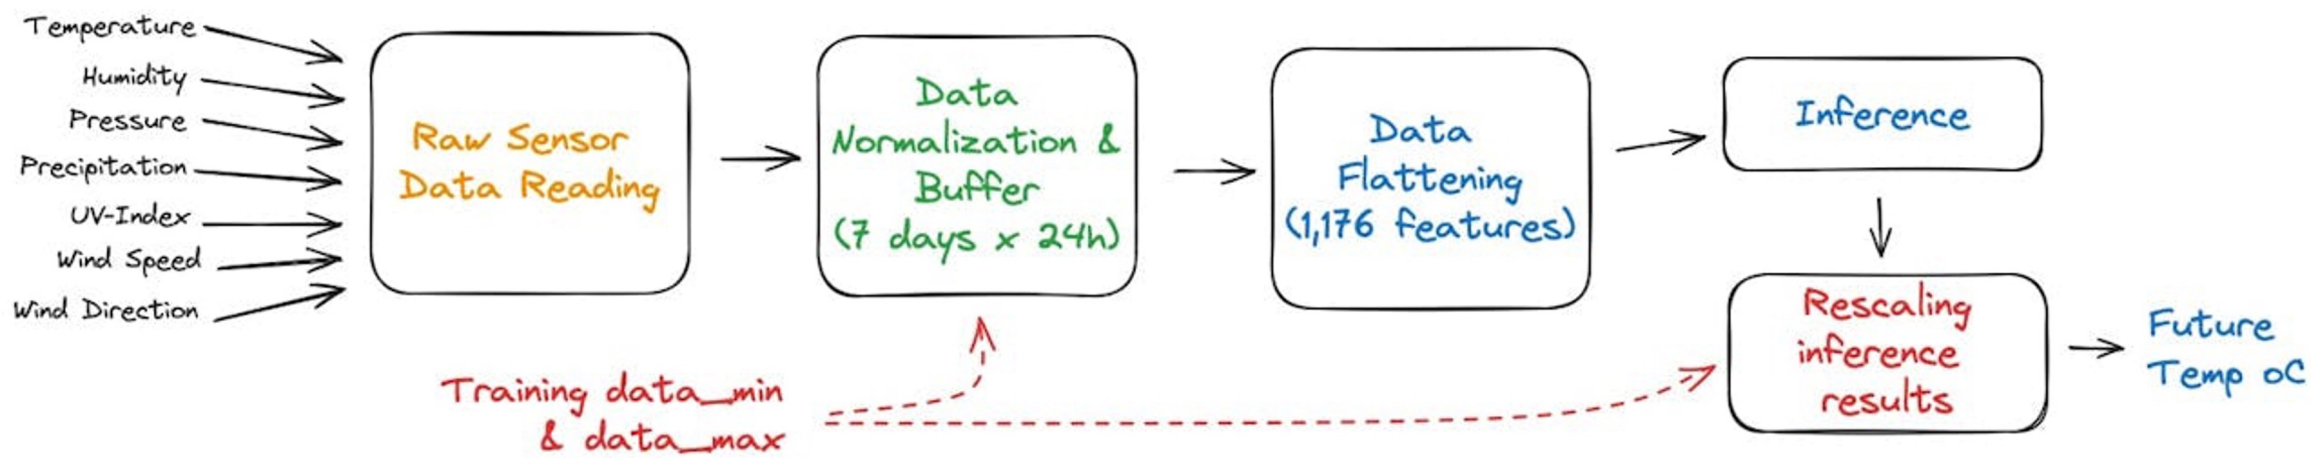 Temperature
Humidity
Pressure
Precipitation
UV-Index
Wind Speed
Wind Direction
Raw Sensor
Data Reading
Data
Normalization &
Buffer
(7 days x 24h)
Data
Flattening
(1,176 features)
Inference
Rescaling
inference
results
Future
Temp oC
Training data_min
& data_max